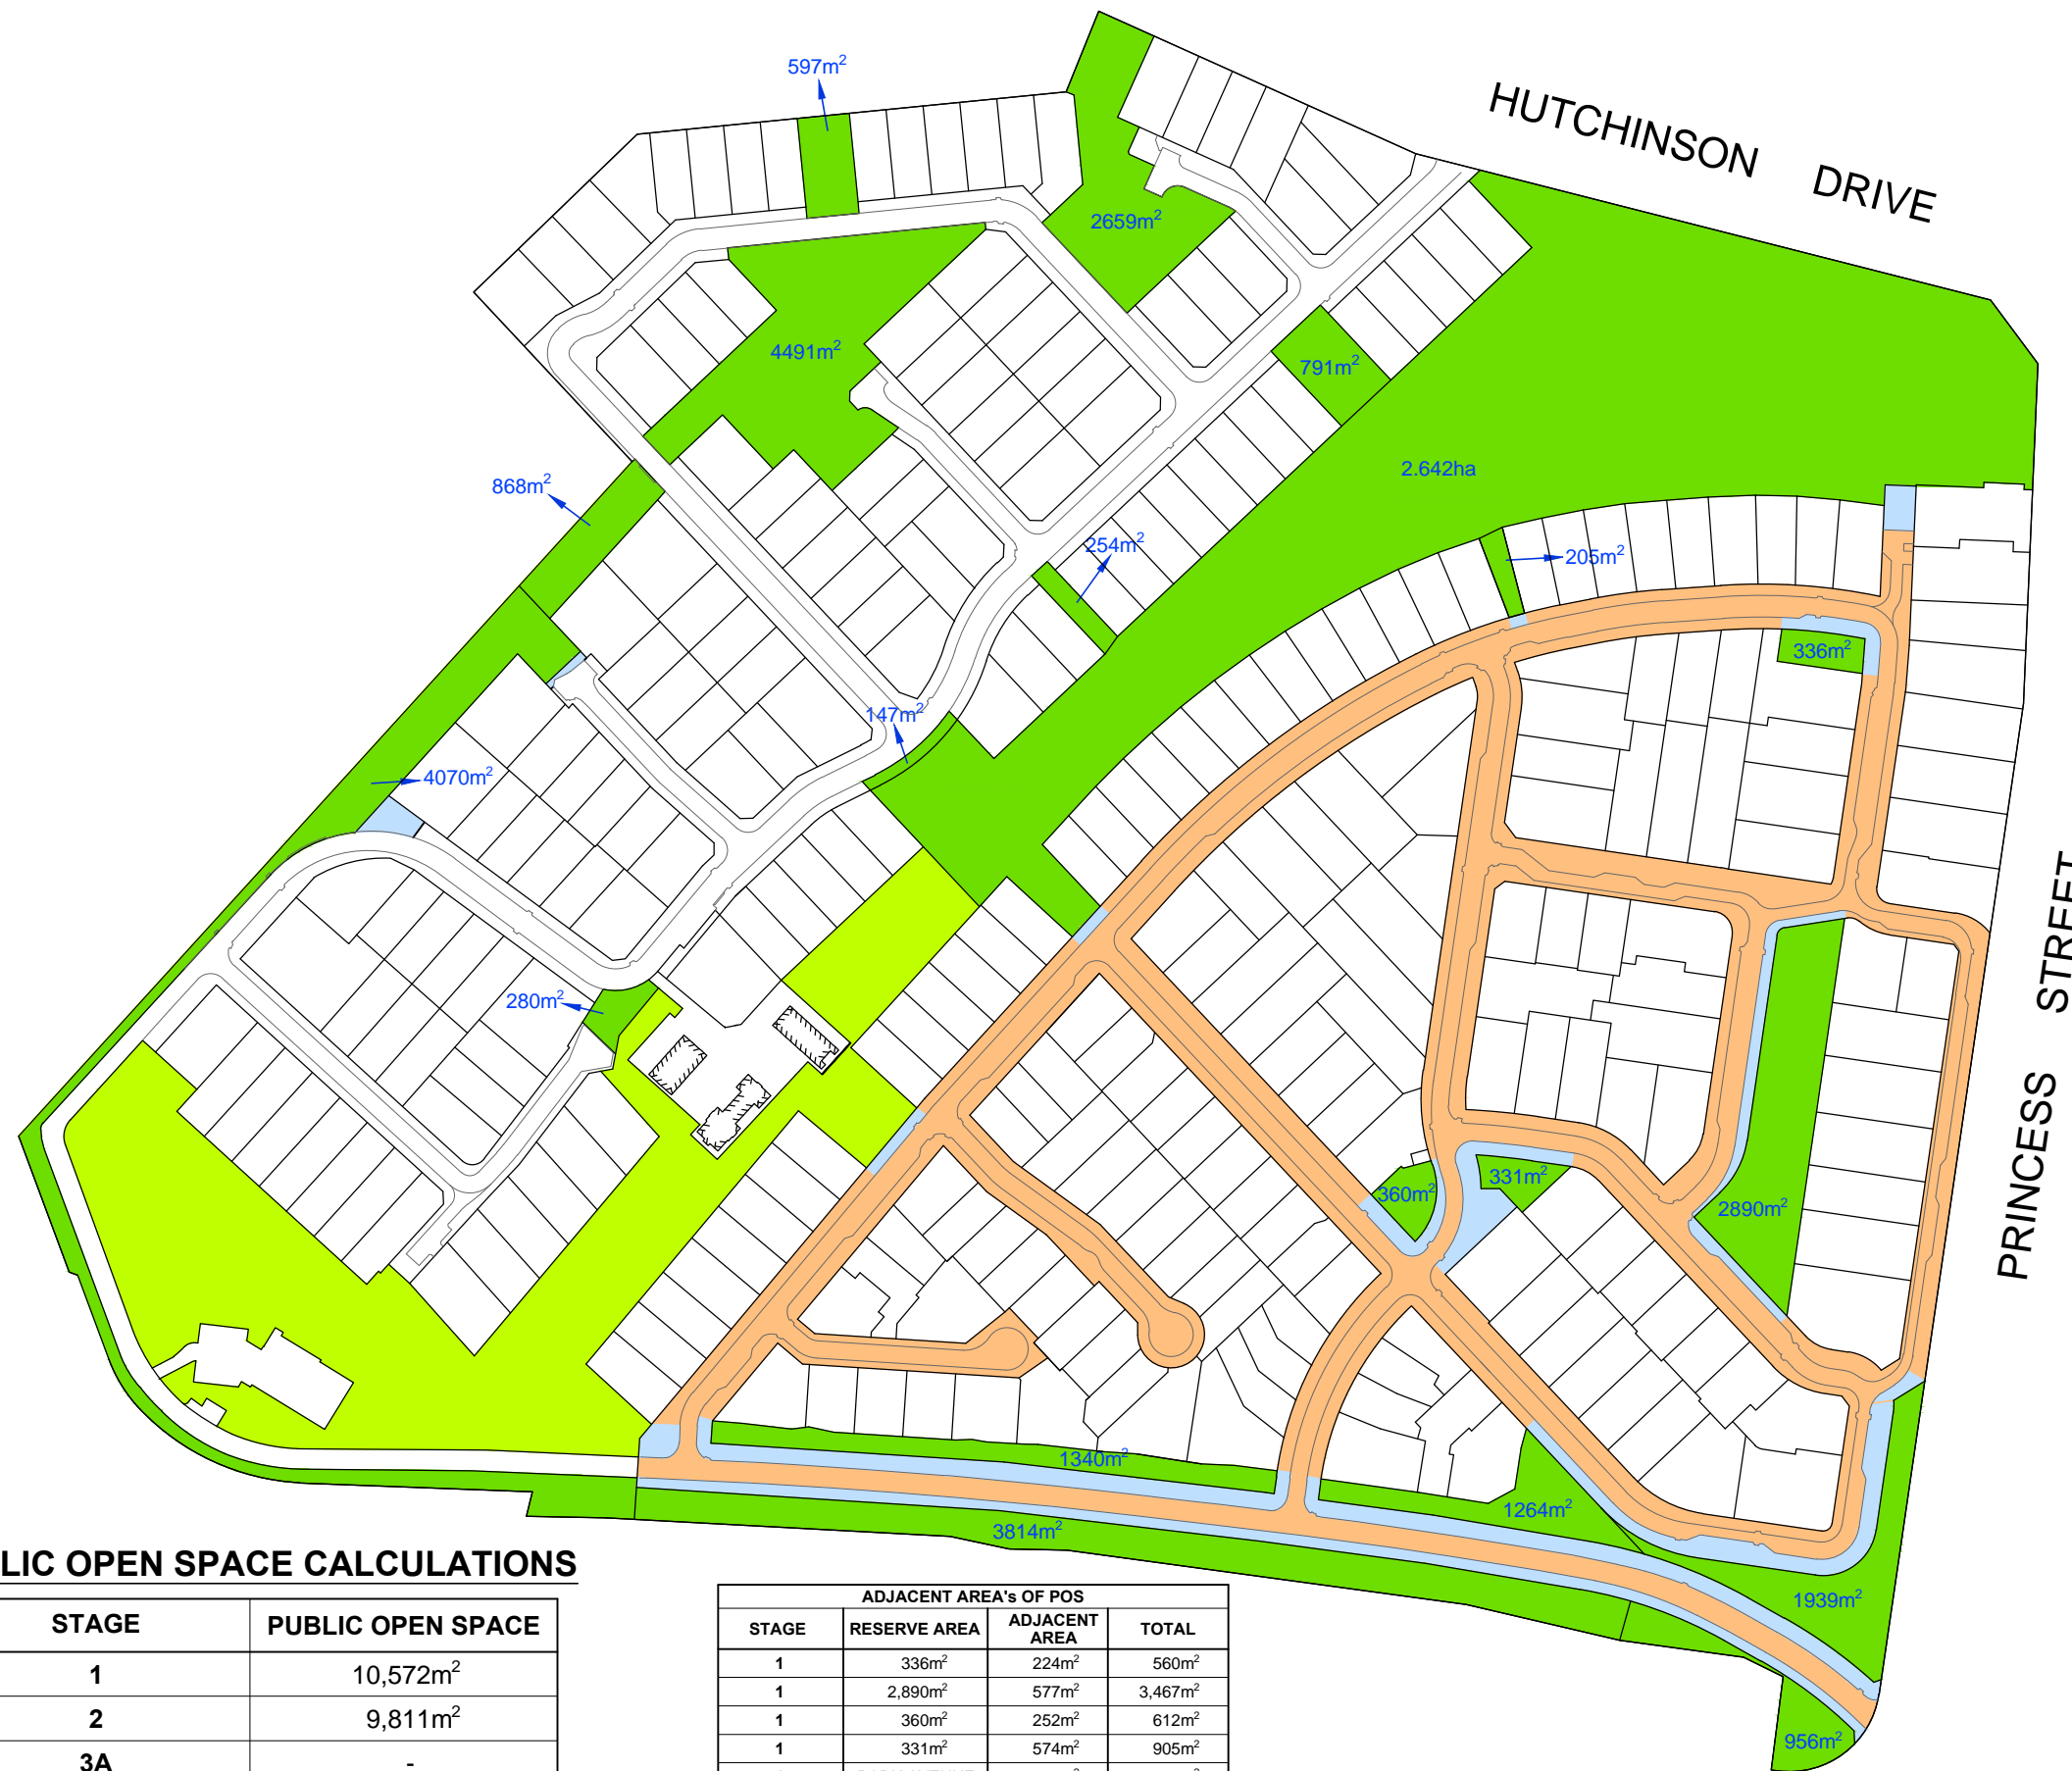 597m²
HUTCHINSON DRIVE
2659m²
4491m²
791m²
2.642ha
868m²
254m²
205m²
336m²
147m²
4070m²
STREET
PRINCESS
280m²
360m²
331m²
2890m²
1340m²
1264m²
3814m²
1939m²
956m²
LIC OPEN SPACE CALCULATIONS
STAGE PUBLIC OPEN SPACE
1 10,572m²
2 9,811m²
3A -
ADJACENT AREA's OF POS
STAGE RESERVE AREA ADJACENT AREA TOTAL
1 336m² 224m² 560m²
1 2,890m² 577m² 3,467m²
1 360m² 252m² 612m²
1 331m² 574m² 905m²